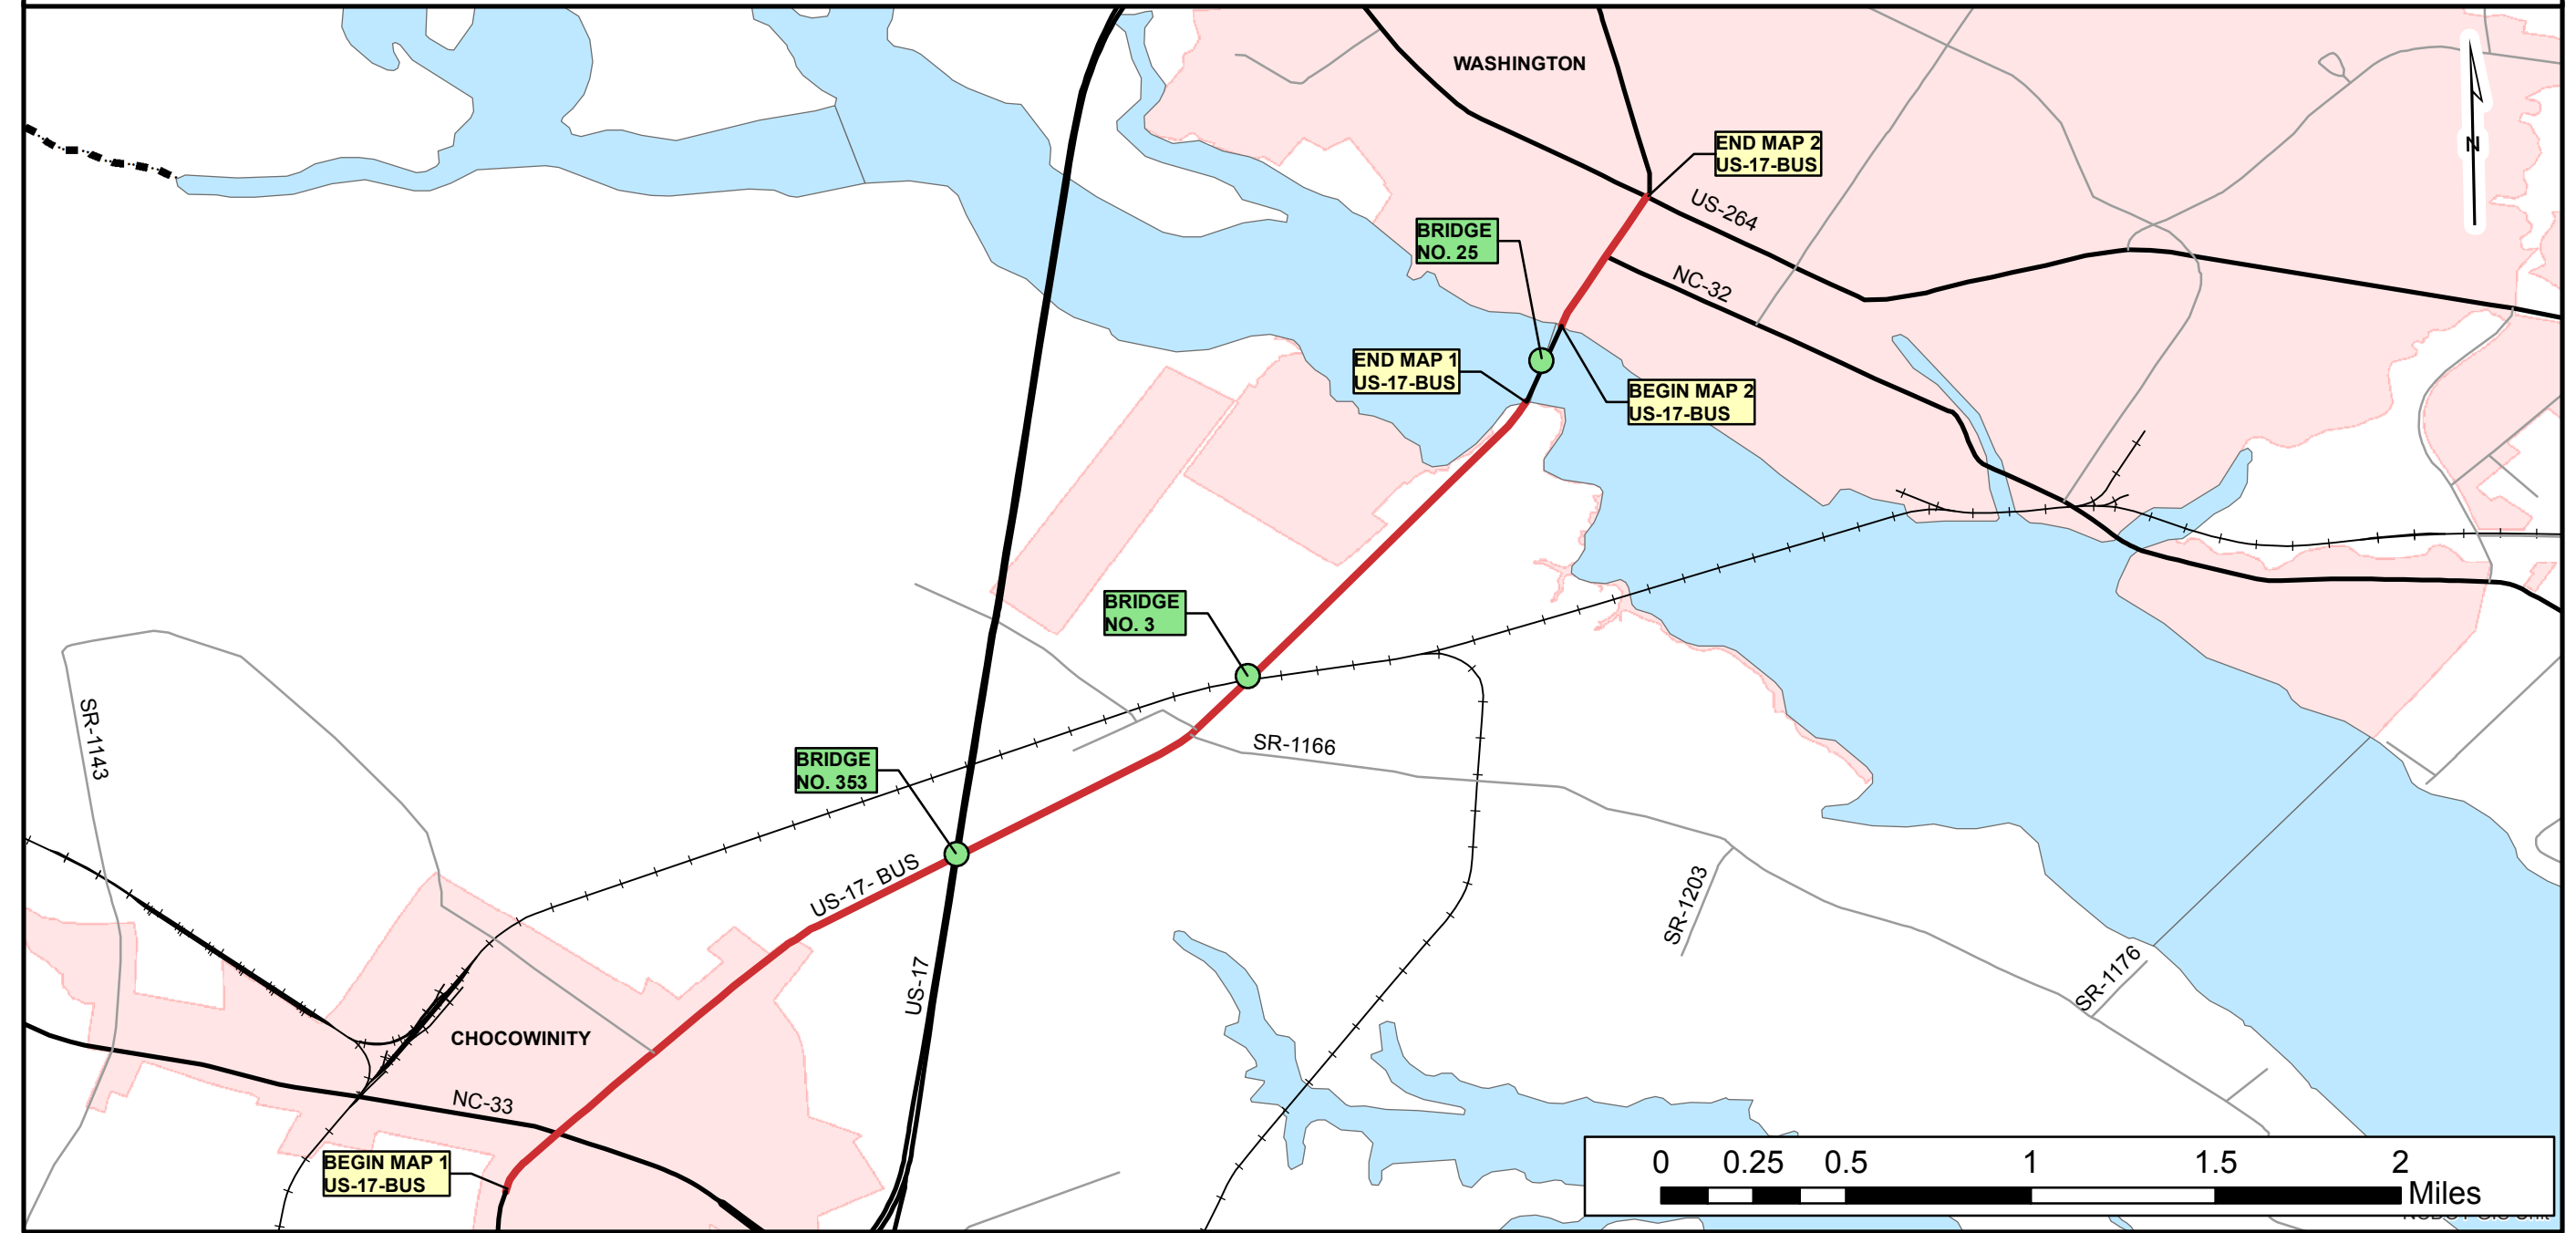 WASHINGTON
END MAP 2
US-17-BUS
N
US-264
BRIDGE
NO. 25
NC-32
END MAP 1
US-17-BUS
BEGIN MAP 2
US-17-BUS
BRIDGE
NO. 3
SR-1143
SR-1166
BRIDGE
NO. 353
US-17- BUS
SR-1203
US-17
SR-1176
CHOCOWINITY
NC-33
BEGIN MAP 1
US-17-BUS
0 0.25 0.5 1 1.5 2
Miles